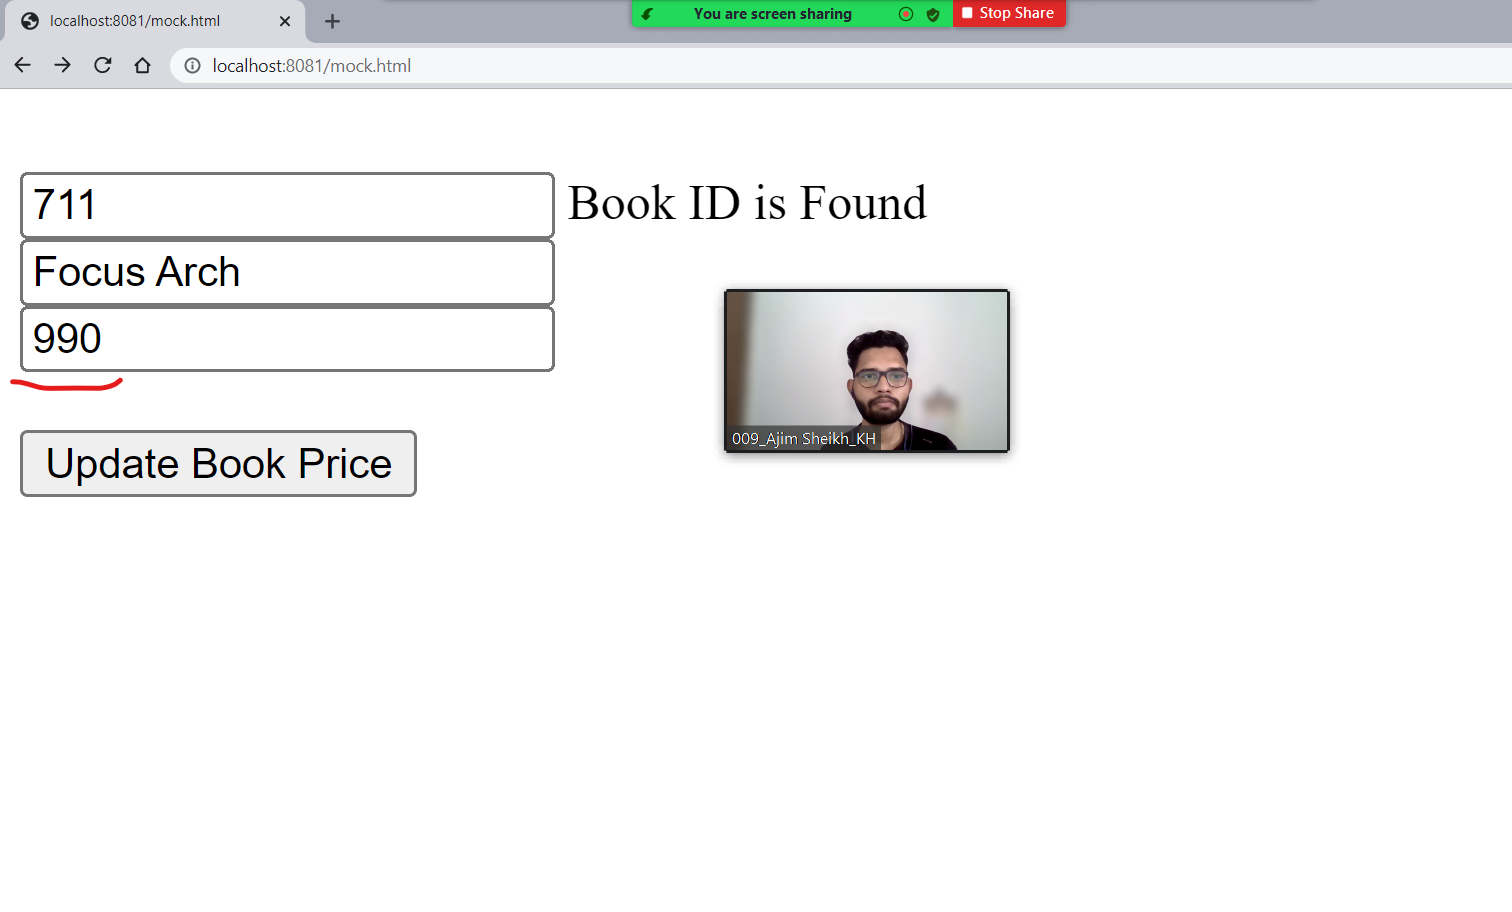 localhost:8081/mock.html
You are screen sharing
Stop Share
localhost:8081/mock.html
711
Book ID is Found
Focus Arch
990
009_Ajim Sheikh_KH
Update Book Price